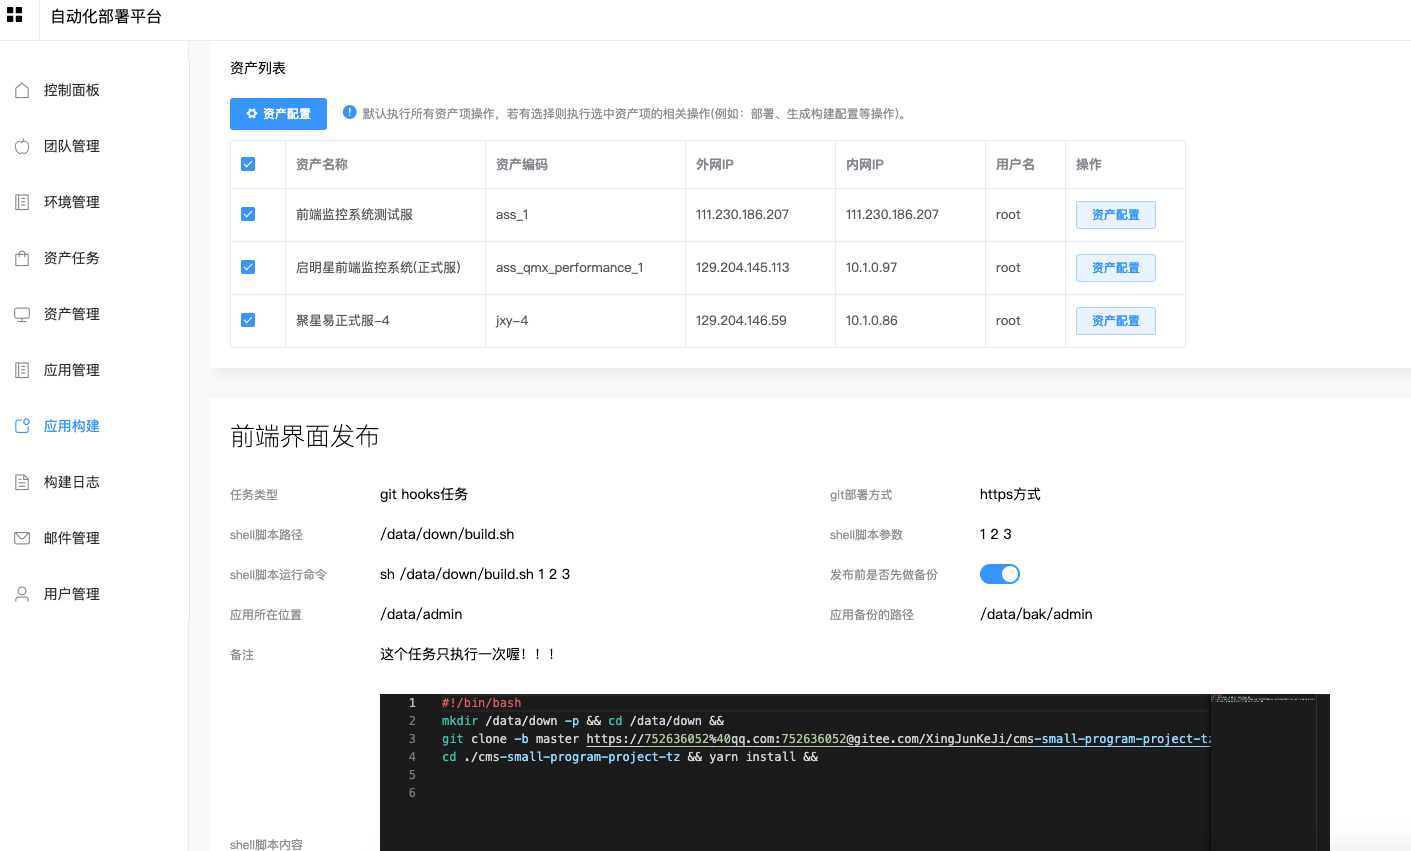 自动化部署平台
控制面板
团队管理
环境管理
资产任务
资产管理
应用管理
应用构建
构建日志
邮件管理
用户管理
资产列表
资产配置 默认执行所有资产项操作，若有选择则执行选中资产项的相关操作(例如：部署、生成构建配置等操作)。
资产名称 资产编码 外网IP 内网IP 用户名 操作
前端监控系统测试服 ass_1 111.230.186.207 111.230.186.207 root 资产配置
启明星前端监控系统(正式服) ass_qmx_performance_1 129.204.145.113 10.1.0.97 root 资产配置
聚星易正式服-4 jxy-4 129.204.146.59 10.1.0.86 root 资产配置
前端界面发布
任务类型 git hooks任务 git部署方式 https方式
shell脚本路径 /data/down/build.sh shell脚本参数 1 2 3
shell脚本运行命令 sh /data/down/build.sh 1 2 3 发布前是否先做备份
应用所在位置 /data/admin 应用备份的路径 /data/bak/admin
备注 这个任务只执行一次喔！！！
1 #!/bin/bash
2 mkdir /data/down -p && cd /data/down &&
3 git clone -b master https://752636052%40qq.com:752636052@gitee.com/XingJunKeJi/cms-small-program-project-tz
4 cd ./cms-small-program-project-tz && yarn install &&
5
6
shell脚本内容